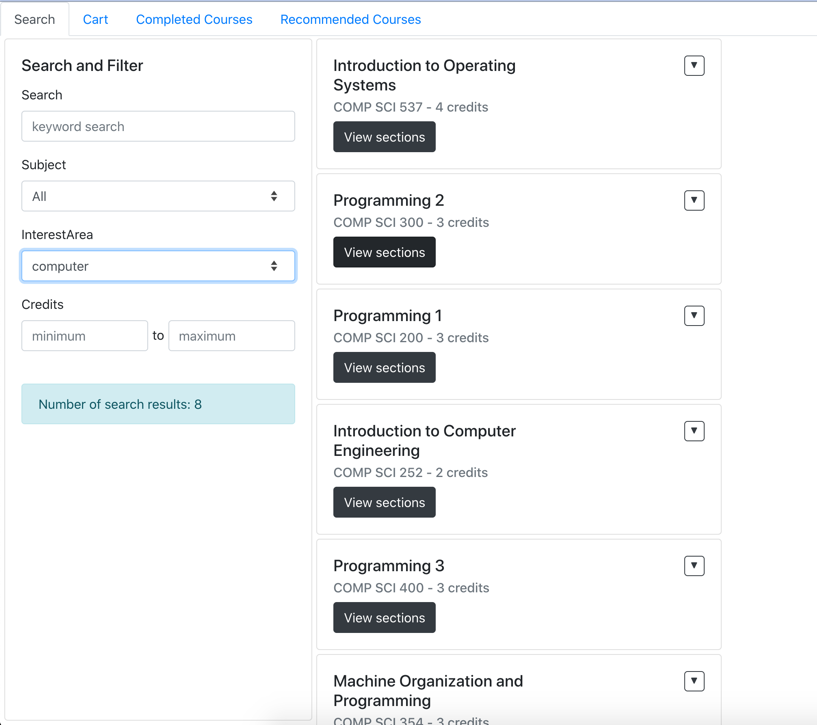 Search Cart Completed Courses Recommended Courses
Search and Filter
Search
keyword search
Subject
All
InterestArea
computer
Credits
minimum to maximum
Number of search results: 8
Introduction to Operating
Systems
COMP SCI 537 - 4 credits
View sections
▼
Programming 2
COMP SCI 300 - 3 credits
View sections
▼
Programming 1
COMP SCI 200 - 3 credits
View sections
▼
Introduction to Computer
Engineering
COMP SCI 252 - 2 credits
View sections
▼
Programming 3
COMP SCI 400 - 3 credits
View sections
▼
Machine Organization and
Programming
COMP SCI 354 - 3 credits
▼